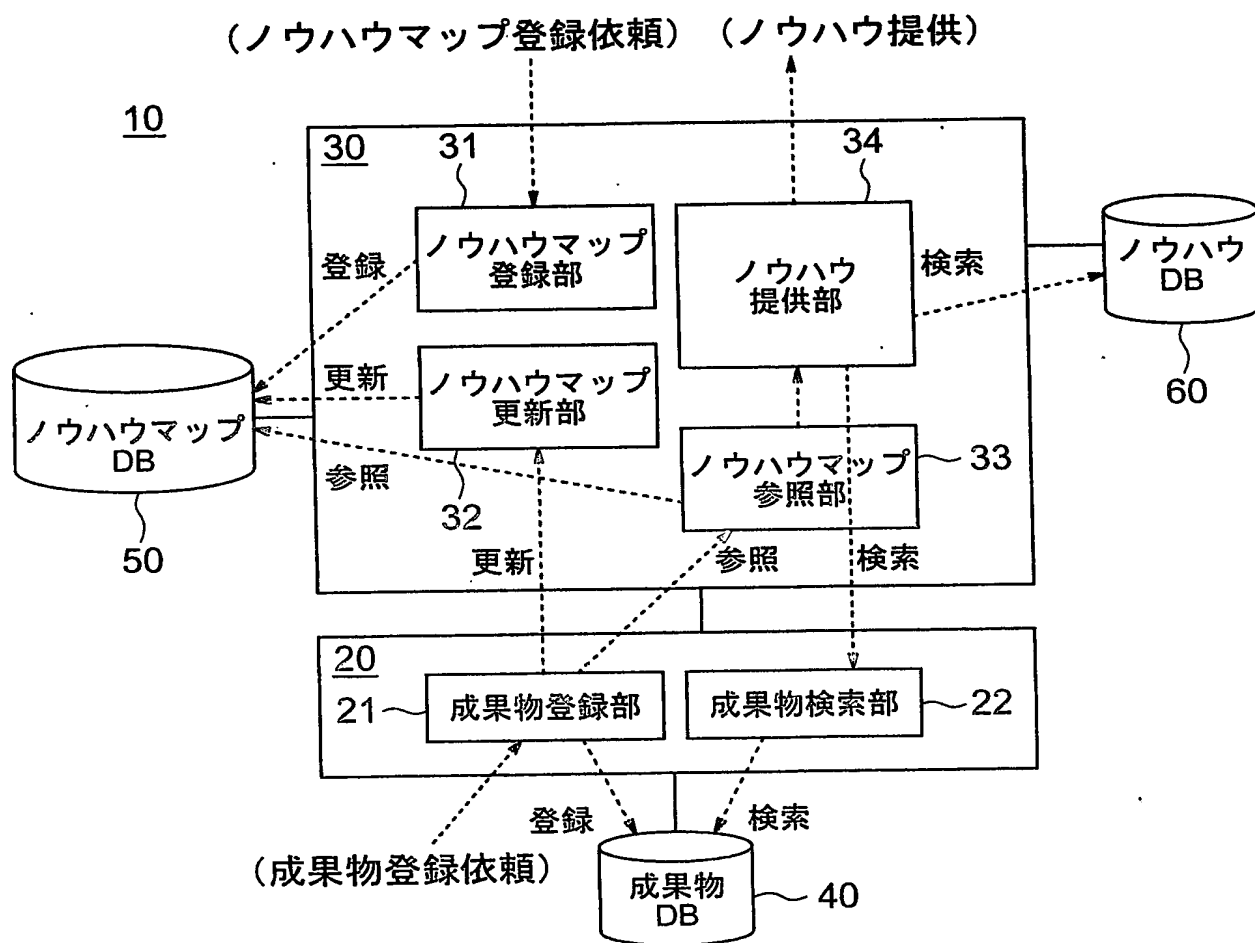 (ノウハウマップ登録依頼) (ノウハウ提供)
10
30
31
34
ノウハウマップ
登録部
ノウハウ
提供部
登録
検索
ノウハウ
DB
60
更新
ノウハウマップ
更新部
ノウハウマップ
DB
50
参照
32
ノウハウマップ
参照部
33
更新
参照
検索
20
21
成果物登録部
成果物検索部
22
登録
検索
(成果物登録依頼)
成果物
DB
40